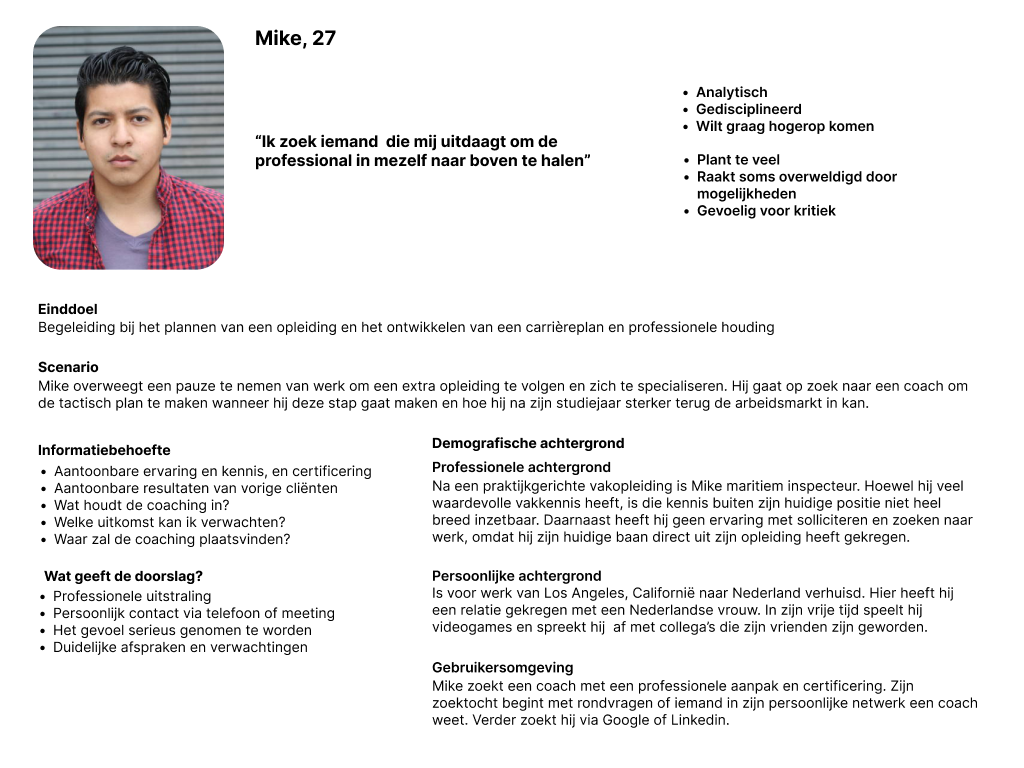 Mike, 27
“Ik zoek iemand  die mij uitdaagt om de
professional in mezelf naar boven te halen”
• Analytisch
• Gedisciplineerd
• Wilt graag hogerop komen
• Plant te veel
• Raakt soms overweldigd door
mogelijkheden
• Gevoelig voor kritiek
Einddoel
Begeleiding bij het plannen van een opleiding en het ontwikkelen van een carrièreplan en professionele houding
Scenario
Mike overweegt een pauze te nemen van werk om een extra opleiding te volgen en zich te specialiseren. Hij gaat op zoek naar een coach om
de tactisch plan te maken wanneer hij deze stap gaat maken en hoe hij na zijn studiejaar sterker terug de arbeidsmarkt in kan.
Informatiebehoefte
• Aantoonbare ervaring en kennis, en certificering
• Aantoonbare resultaten van vorige cliënten
• Wat houdt de coaching in?
• Welke uitkomst kan ik verwachten?
• Waar zal de coaching plaatsvinden?
Wat geeft de doorslag?
• Professionele uitstraling
• Persoonlijk contact via telefoon of meeting
• Het gevoel serieus genomen te worden
• Duidelijke afspraken en verwachtingen
Demografische achtergrond
Professionele achtergrond
Na een praktijkgerichte vakopleiding is Mike maritiem inspecteur. Hoewel hij veel
waardevolle vakkennis heeft, is die kennis buiten zijn huidige positie niet heel
breed inzetbaar. Daarnaast heeft hij geen ervaring met solliciteren en zoeken naar
werk, omdat hij zijn huidige baan direct uit zijn opleiding heeft gekregen.
Persoonlijke achtergrond
Is voor werk van Los Angeles, Californië naar Nederland verhuisd. Hier heeft hij
een relatie gekregen met een Nederlandse vrouw. In zijn vrije tijd speelt hij
videogames en spreekt hij  af met collega’s die zijn vrienden zijn geworden.
Gebruikersomgeving
Mike zoekt een coach met een professionele aanpak en certificering. Zijn
zoektocht begint met rondvragen of iemand in zijn persoonlijke netwerk een coach
weet. Verder zoekt hij via Google of Linkedin.